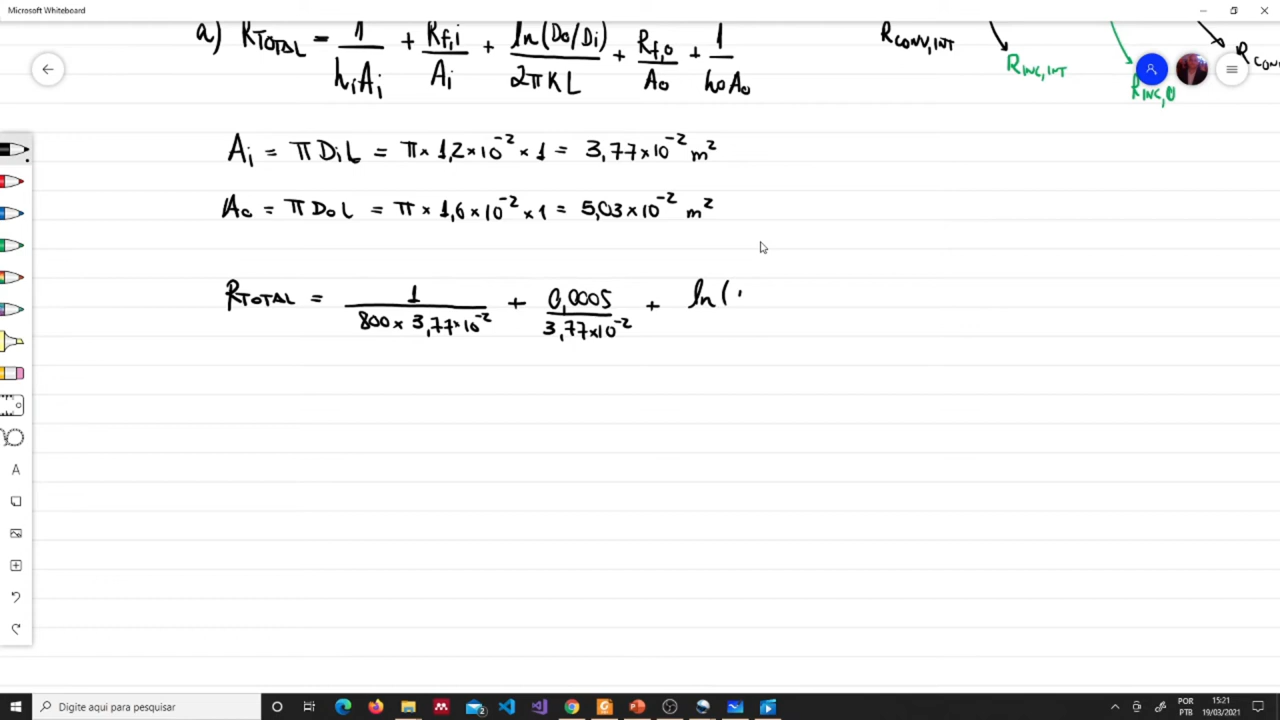 Microsoft Whiteboard
a) RTOTAL = 1/hiAi + Rf,i/Ai + ln(Do/Di)/2πKL + Rf,o/Ao + 1/hoAo
RCONV,INT
RINC,INT
RINC,0
Ai = π Di L = π × 1,2×10⁻² × 1 = 3,77×10⁻² m²
Ao = π Do L = π × 1,6×10⁻² × 1 = 5,03×10⁻² m²
RTOTAL = 1/800 × 3,77×10⁻² + 0,0005/3,77×10⁻² + ln(
A
Digite aqui para pesquisar
2
POR
PTB
15:21
19/03/2021